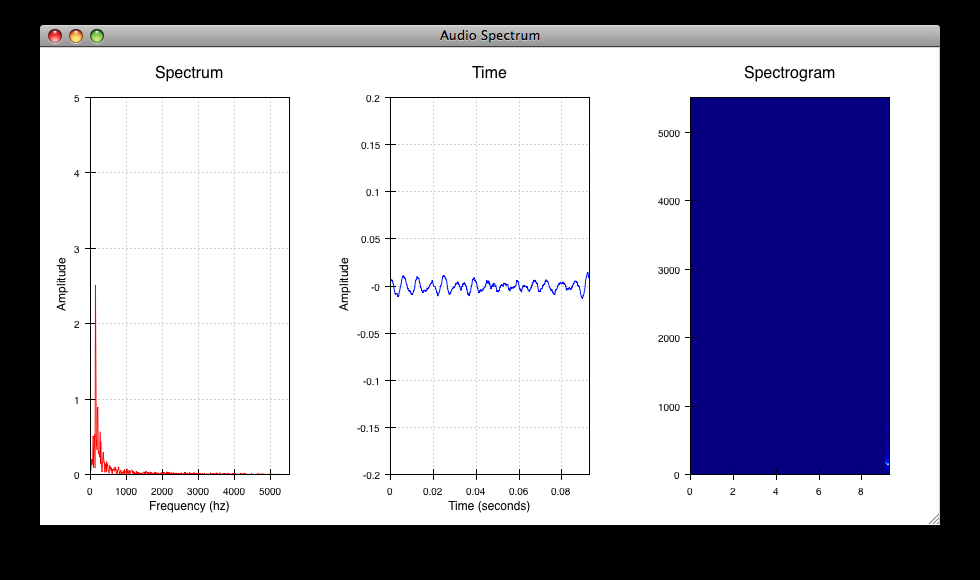 Audio Spectrum
Spectrum
5
4
3
2
1
0
Amplitude
0 1000 2000 3000 4000 5000
Frequency (hz)
Time
0.2
0.15
0.1
0.05
-0
-0.05
-0.1
-0.15
-0.2
Amplitude
0 0.02 0.04 0.06 0.08
Time (seconds)
Spectrogram
5000
4000
3000
2000
1000
0
0 2 4 6 8